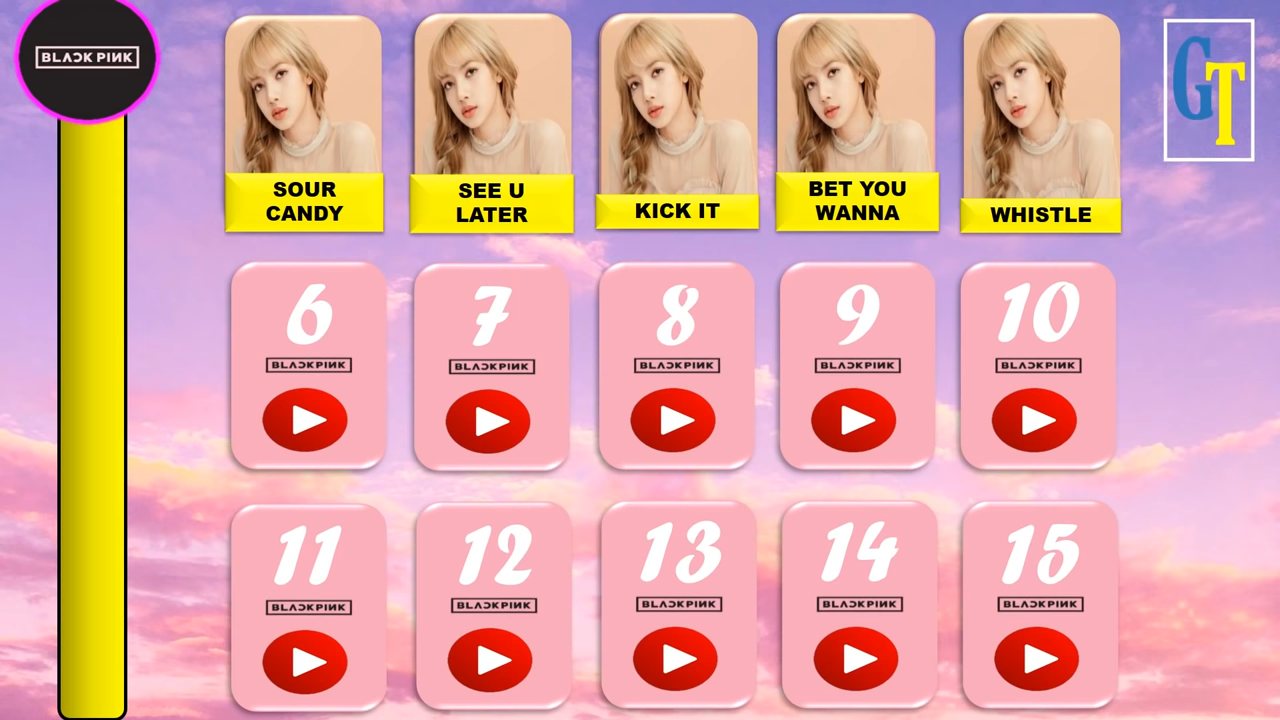 BLACKPINK
GT
SOUR
CANDY
SEE U
LATER
KICK IT
BET YOU
WANNA
WHISTLE
6
7
8
9
10
BLACKPINK
BLACKPINK
BLACKPINK
BLACKPINK
BLACKPINK
11
12
13
14
15
BLACKPINK
BLACKPINK
BLACKPINK
BLACKPINK
BLACKPINK